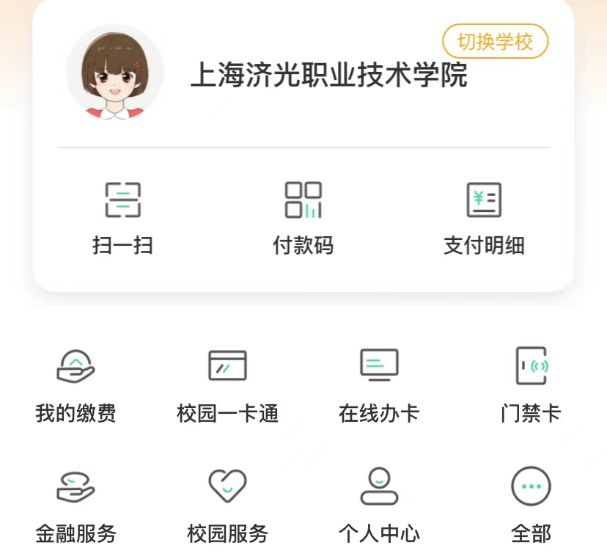 切换学校
上海济光职业技术学院
扫一扫
付款码
支付明细
我的缴费
校园一卡通
在线办卡
门禁卡
金融服务
校园服务
个人中心
全部